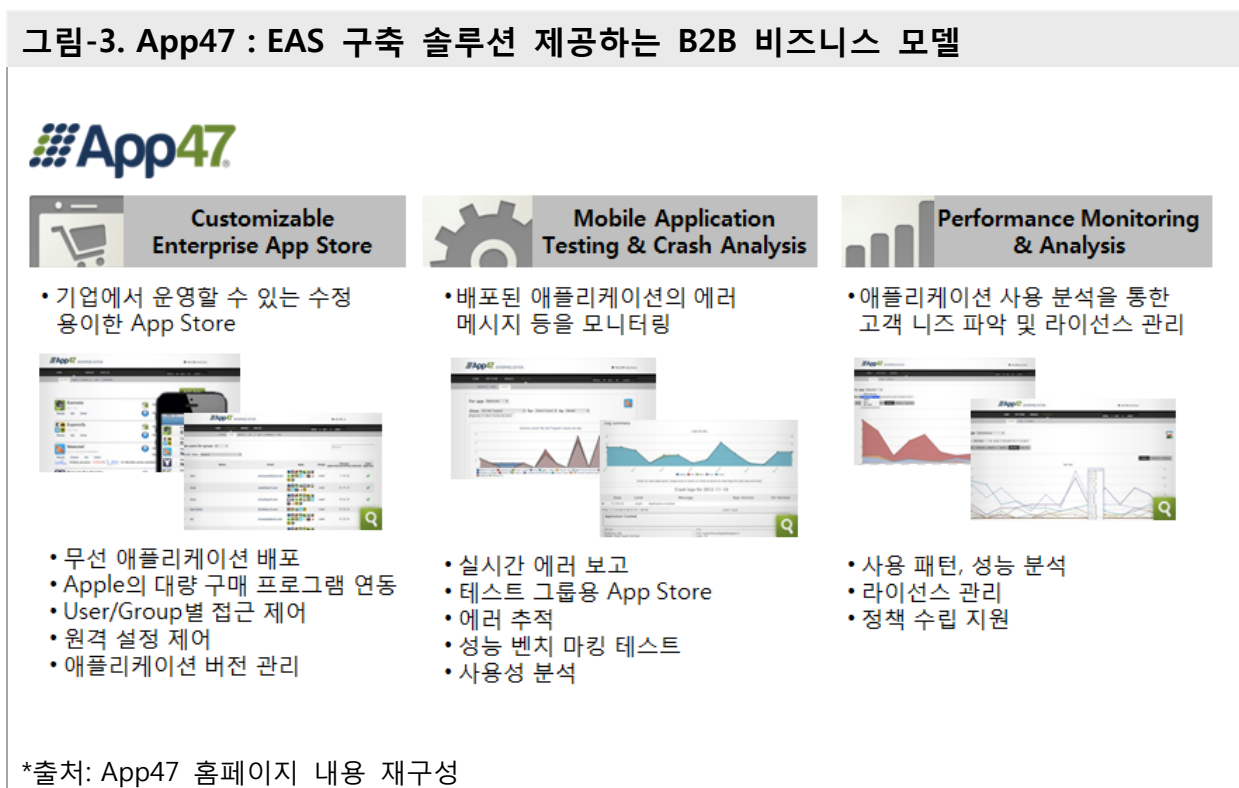 그림-3. App47 : EAS 구축 솔루션 제공하는 B2B 비즈니스 모델
App47
Customizable
Enterprise App Store
• 기업에서 운영할 수 있는 수정
용이한 App Store
• 무선 애플리케이션 배포
• Apple의 대량 구매 프로그램 연동
• User/Group별 접근 제어
• 원격 설정 제어
• 애플리케이션 버전 관리
Mobile Application
Testing & Crash Analysis
• 배포된 애플리케이션의 에러
메시지 등을 모니터링
• 실시간 에러 보고
• 테스트 그룹용 App Store
• 에러 추적
• 성능 벤치 마킹 테스트
• 사용성 분석
Performance Monitoring
& Analysis
• 애플리케이션 사용 분석을 통한
고객 니즈 파악 및 라이선스 관리
• 사용 패턴, 성능 분석
• 라이선스 관리
• 정책 수립 지원
*출처: App47 홈페이지 내용 재구성